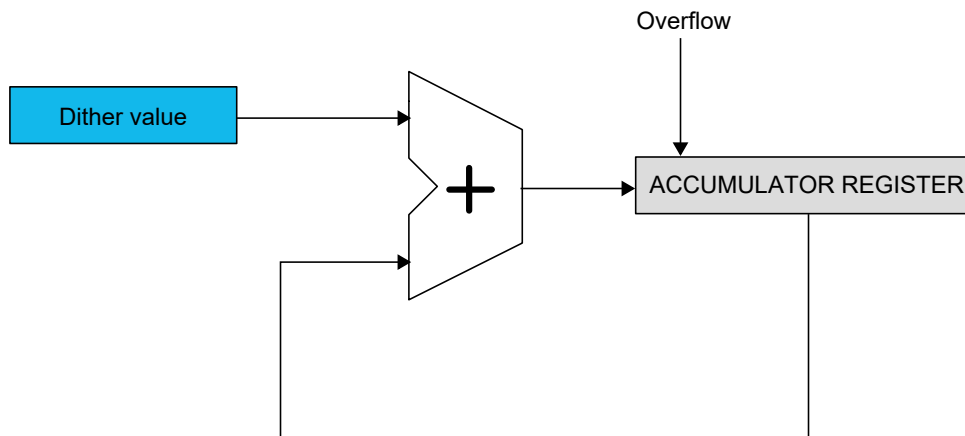 Overflow
Dither value
ACCUMULATOR REGISTER
+